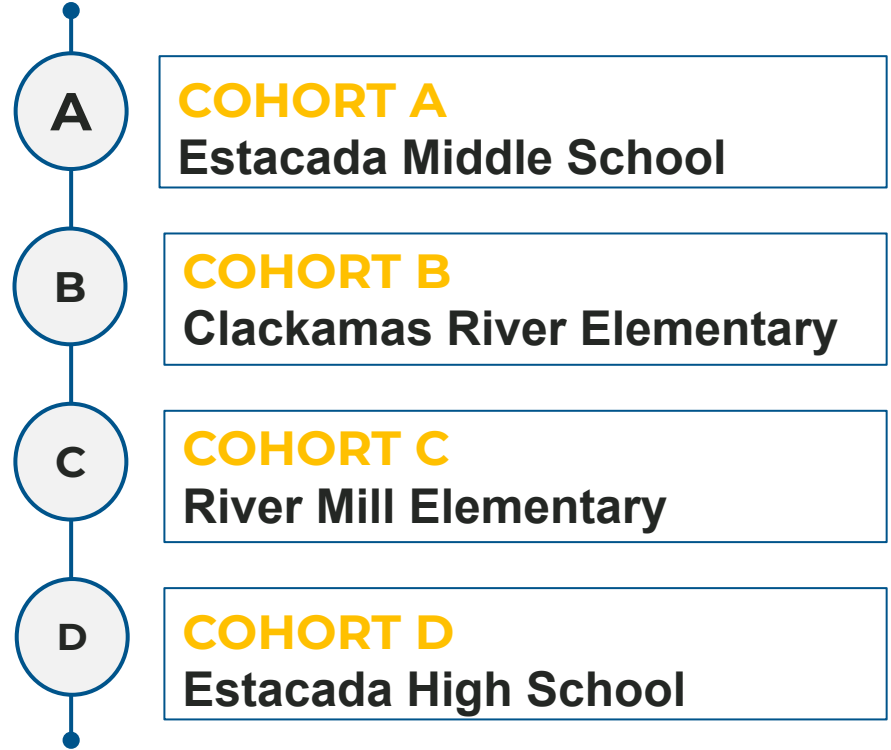 A
COHORT A
Estacada Middle School
B
COHORT B
Clackamas River Elementary
C
COHORT C
River Mill Elementary
D
COHORT D
Estacada High School